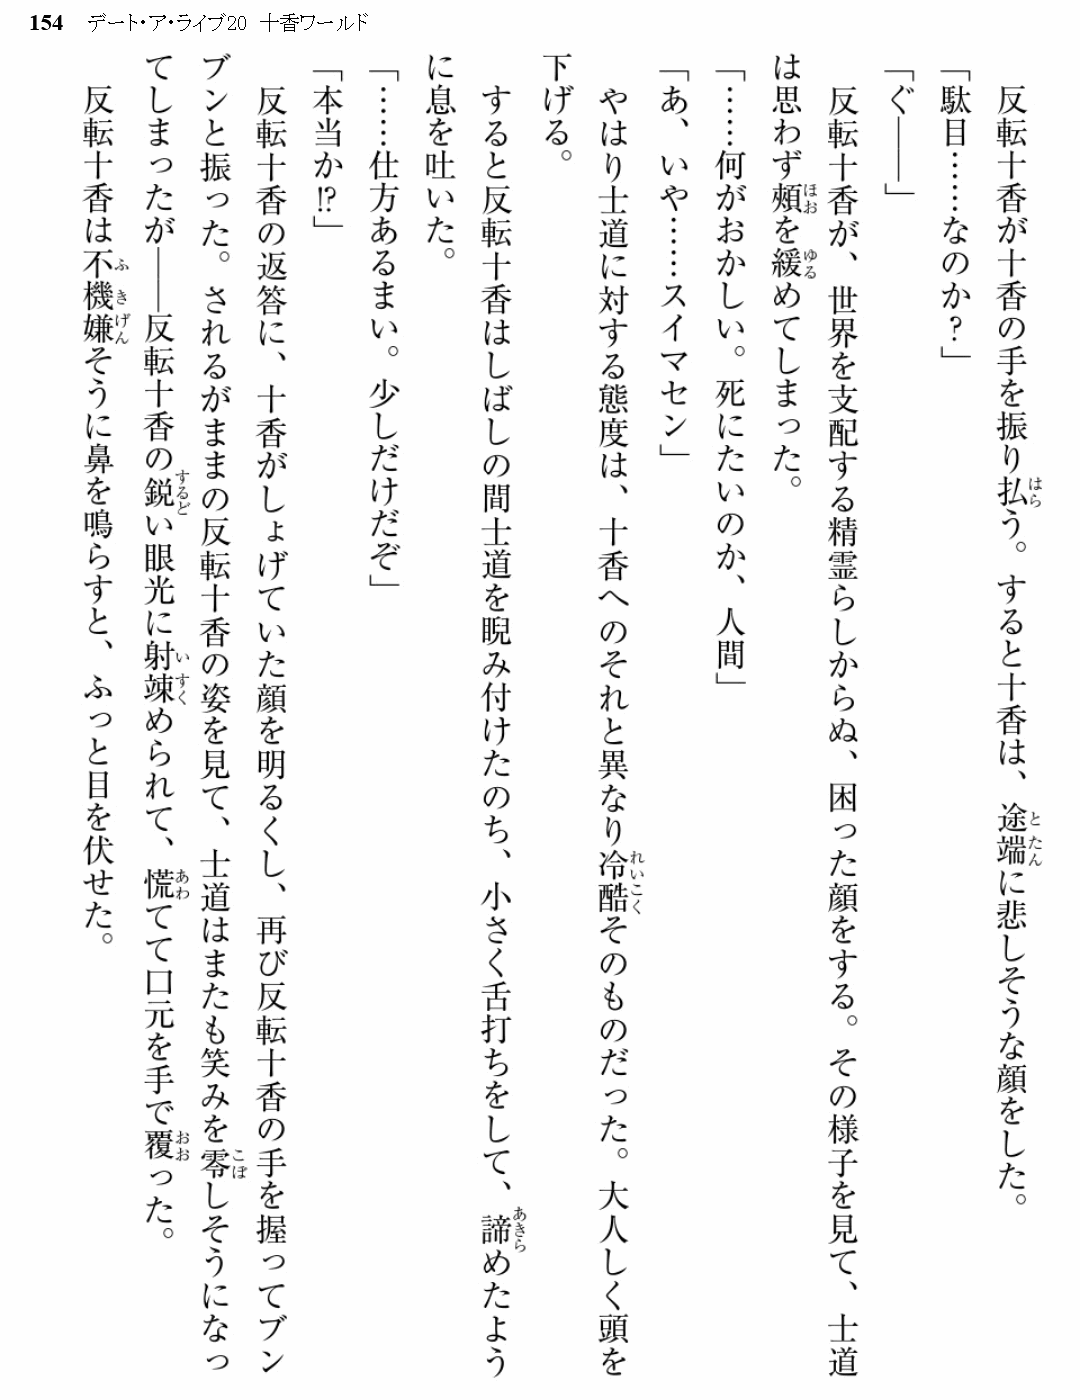 154 デート・ア・ライブ20 十香ワールド
反転十香が十香の手を振り払う。すると十香は、途端に悲しそうな顔をした。
「駄目……なのか？」
「ぐ――」
反転十香が、世界を支配する精霊らしからぬ、困った顔をする。その様子を見て、士道
は思わず頰を緩めてしまった。
「……何がおかしい。死にたいのか、人間」
「あ、いや……スイマセン」
やはり士道に対する態度は、十香へのそれと異なり冷酷そのものだった。大人しく頭を
下げる。
すると反転十香はしばしの間士道を睨み付けたのち、小さく舌打ちをして、諦めたよう
に息を吐いた。
「……仕方あるまい。少しだけだぞ」
「本当か⁉」
反転十香の返答に、十香がしょげていた顔を明るくし、再び反転十香の手を握ってブン
ブンと振った。されるがままの反転十香の姿を見て、士道はまたも笑みを零しそうになっ
てしまったが――反転十香の鋭い眼光に射竦められて、慌てて口元を手で覆った。
反転十香は不機嫌そうに鼻を鳴らすと、ふっと目を伏せた。